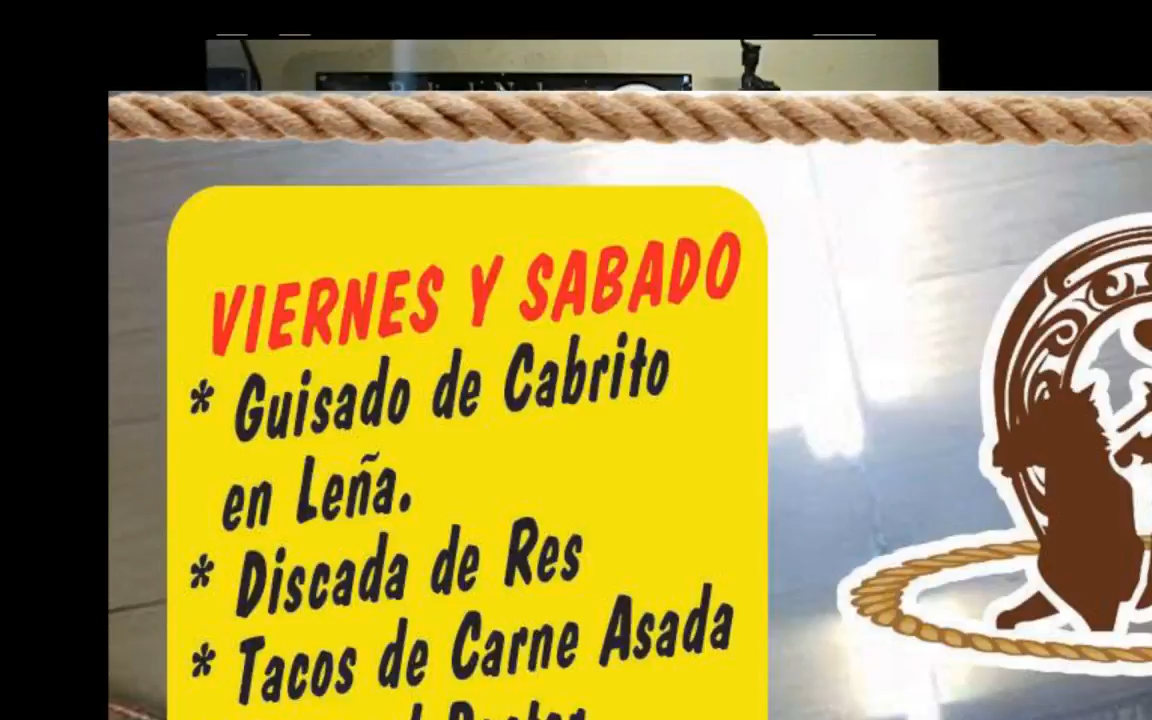 VIERNES Y SABADO
* Guisado de Cabrito
en Leña.
* Discada de Res
* Tacos de Carne Asada